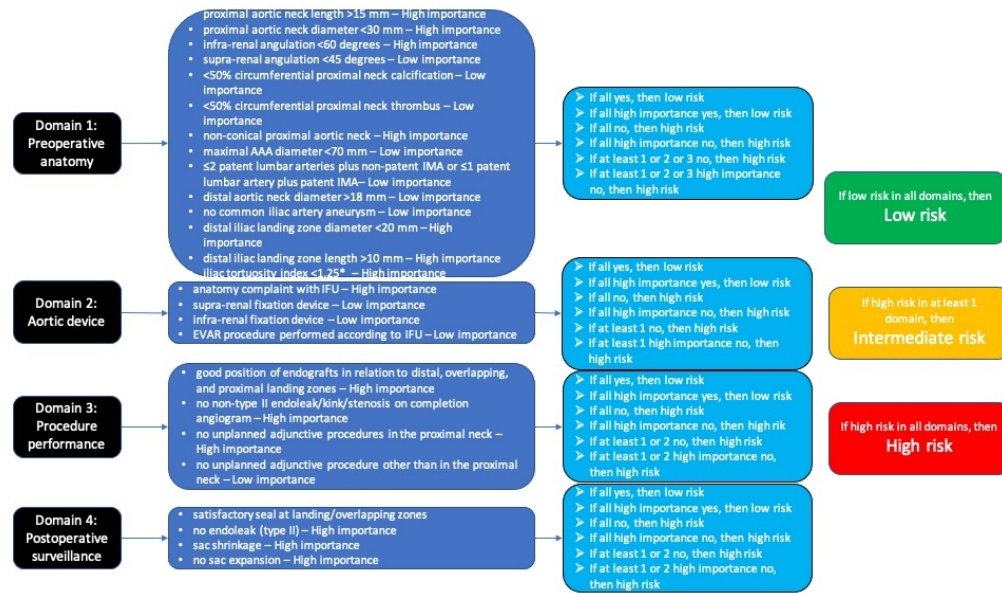 Domain 1:
Preoperative
anatomy
proximal aortic neck length >15 mm – High importance
• proximal aortic neck diameter <30 mm – High importance
• infra-renal angulation <60 degrees – High importance
• supra-renal angulation <45 degrees – Low importance
• <50% circumferential proximal neck calcification – Low
importance
• <50% circumferential proximal neck thrombus – Low
importance
• non-conical proximal aortic neck – High importance
• maximal AAA diameter <70 mm – Low importance
• ≤2 patent lumbar arteries plus non-patent IMA or ≤1 patent
lumbar artery plus patent IMA– Low importance
• distal aortic neck diameter >18 mm – Low importance
• no common iliac artery aneurysm – Low importance
• distal iliac landing zone diameter <20 mm – High
importance
• distal iliac landing zone length >10 mm – High importance
iliac tortuosity index <1.25* – High importance
➢ If all yes, then low risk
➢ If all high importance yes, then low risk
➢ If all no, then high risk
➢ If all high importance no, then high risk
➢ If at least 1 or 2 or 3 no, then high risk
➢ If at least 1 or 2 or 3 high importance
no, then high risk
Domain 2:
Aortic device
• anatomy complaint with IFU – High importance
• supra-renal fixation device – Low importance
• infra-renal fixation device – Low importance
• EVAR procedure performed according to IFU – Low importance
➢ If all yes, then low risk
➢ If all high importance yes, then low risk
➢ If all no, then high risk
➢ If all high importance no, then high risk
➢ If at least 1 no, then high risk
➢ If at least 1 high importance no, then
high risk
Domain 3:
Procedure
performance
• good position of endografts in relation to distal, overlapping,
and proximal landing zones – High importance
• no non-type II endoleak/kink/stenosis on completion
angiogram – High importance
• no unplanned adjunctive procedures in the proximal neck –
High importance
• no unplanned adjunctive procedure other than in the proximal
neck – Low importance
➢ If all yes, then low risk
➢ If all high importance yes, then low risk
➢ If all no, then high risk
➢ If all high importance no, then high risk
➢ If at least 1 or 2 no, then high risk
➢ If at least 1 or 2 high importance no,
then high risk
Domain 4:
Postoperative
surveillance
• satisfactory seal at landing/overlapping zones
• no endoleak (type II) – High importance
• sac shrinkage – High importance
• no sac expansion – High importance
➢ If all yes, then low risk
➢ If all high importance yes, then low risk
➢ If all no, then high risk
➢ If all high importance no, then high risk
➢ If at least 1 or 2 no, then high risk
➢ If at least 1 or 2 high importance no,
then high risk
If low risk in all domains, then
Low risk
If high risk in at least 1
domain, then
Intermediate risk
If high risk in all domains, then
High risk